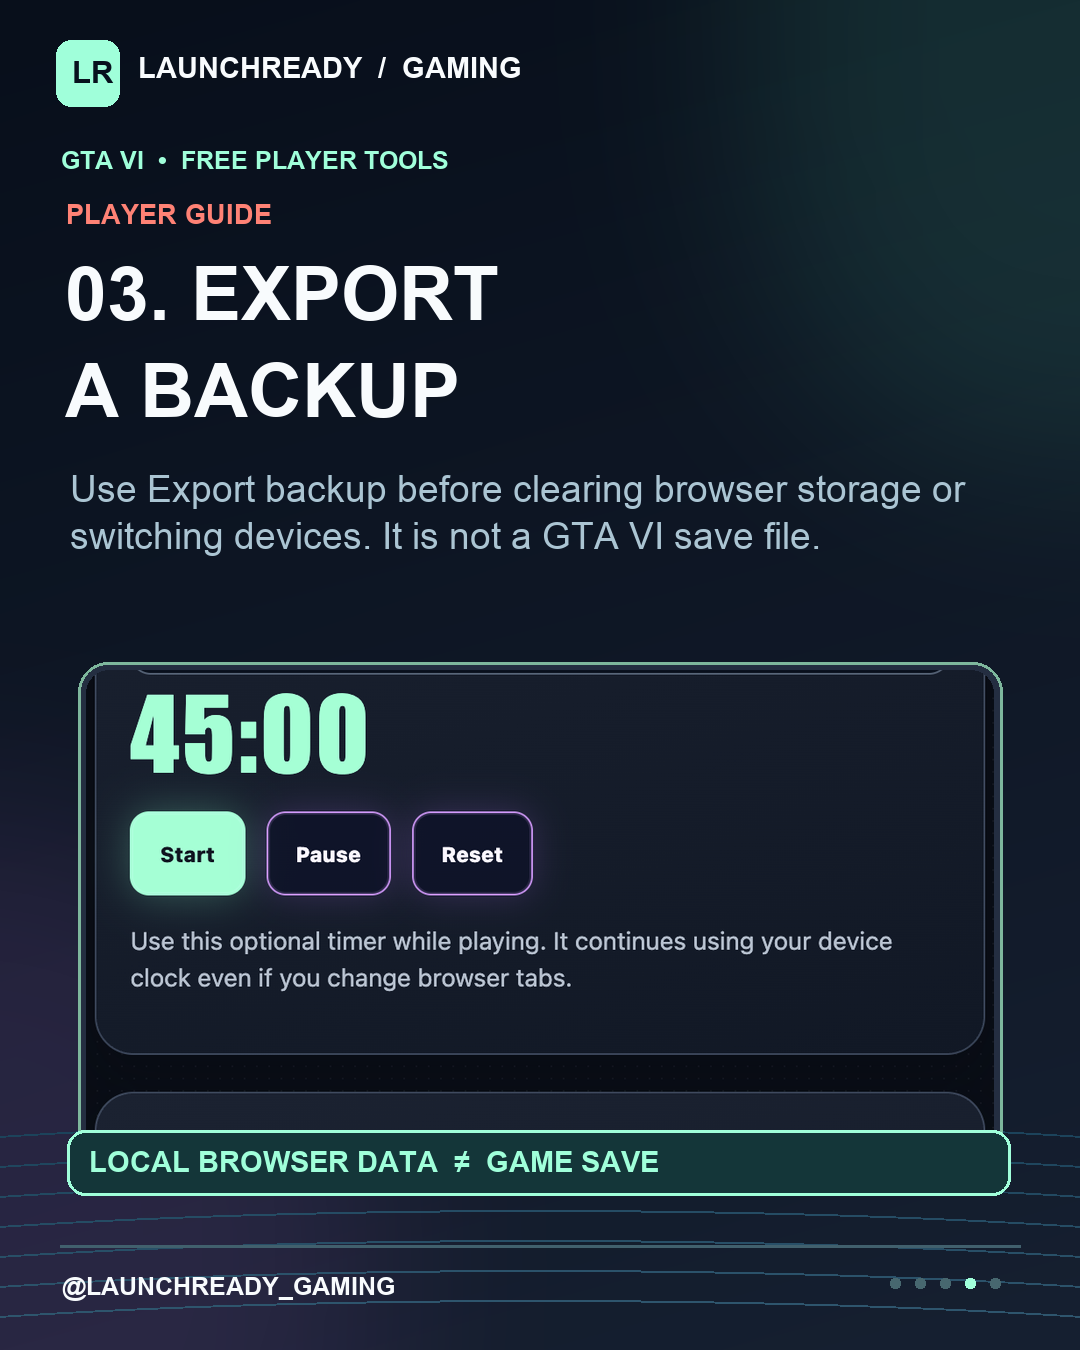 LR LAUNCHREADY / GAMING
GTA VI • FREE PLAYER TOOLS
PLAYER GUIDE
03. EXPORT
A BACKUP
Use Export backup before clearing browser storage or
switching devices. It is not a GTA VI save file.
45:00
Start Pause Reset
Use this optional timer while playing. It continues using your device
clock even if you change browser tabs.
LOCAL BROWSER DATA ≠ GAME SAVE
@LAUNCHREADY_GAMING